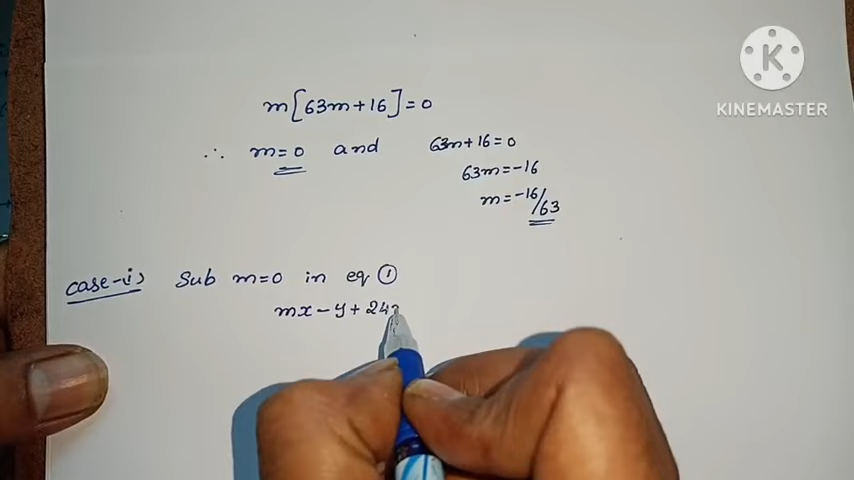 K
KINEMASTER
m[63m+16]=0
∴ m=0 and 63m+16=0
63m=-16
m=-16/63
case-i) Sub m=0 in eq ①
mx-y+24